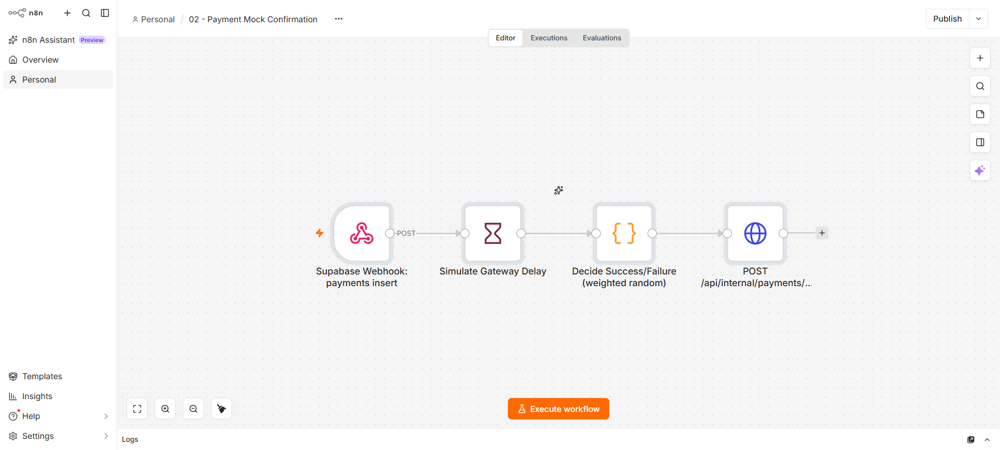 n8n
n8n Assistant Preview
Overview
Personal
Templates
Insights
Help
Settings
Personal / 02 - Payment Mock Confirmation ...
Publish
Editor Executions Evaluations
POST
Supabase Webhook:
payments insert
Simulate Gateway Delay
Decide Success/Failure
(weighted random)
POST
/api/internal/payments/...
Execute workflow
Logs